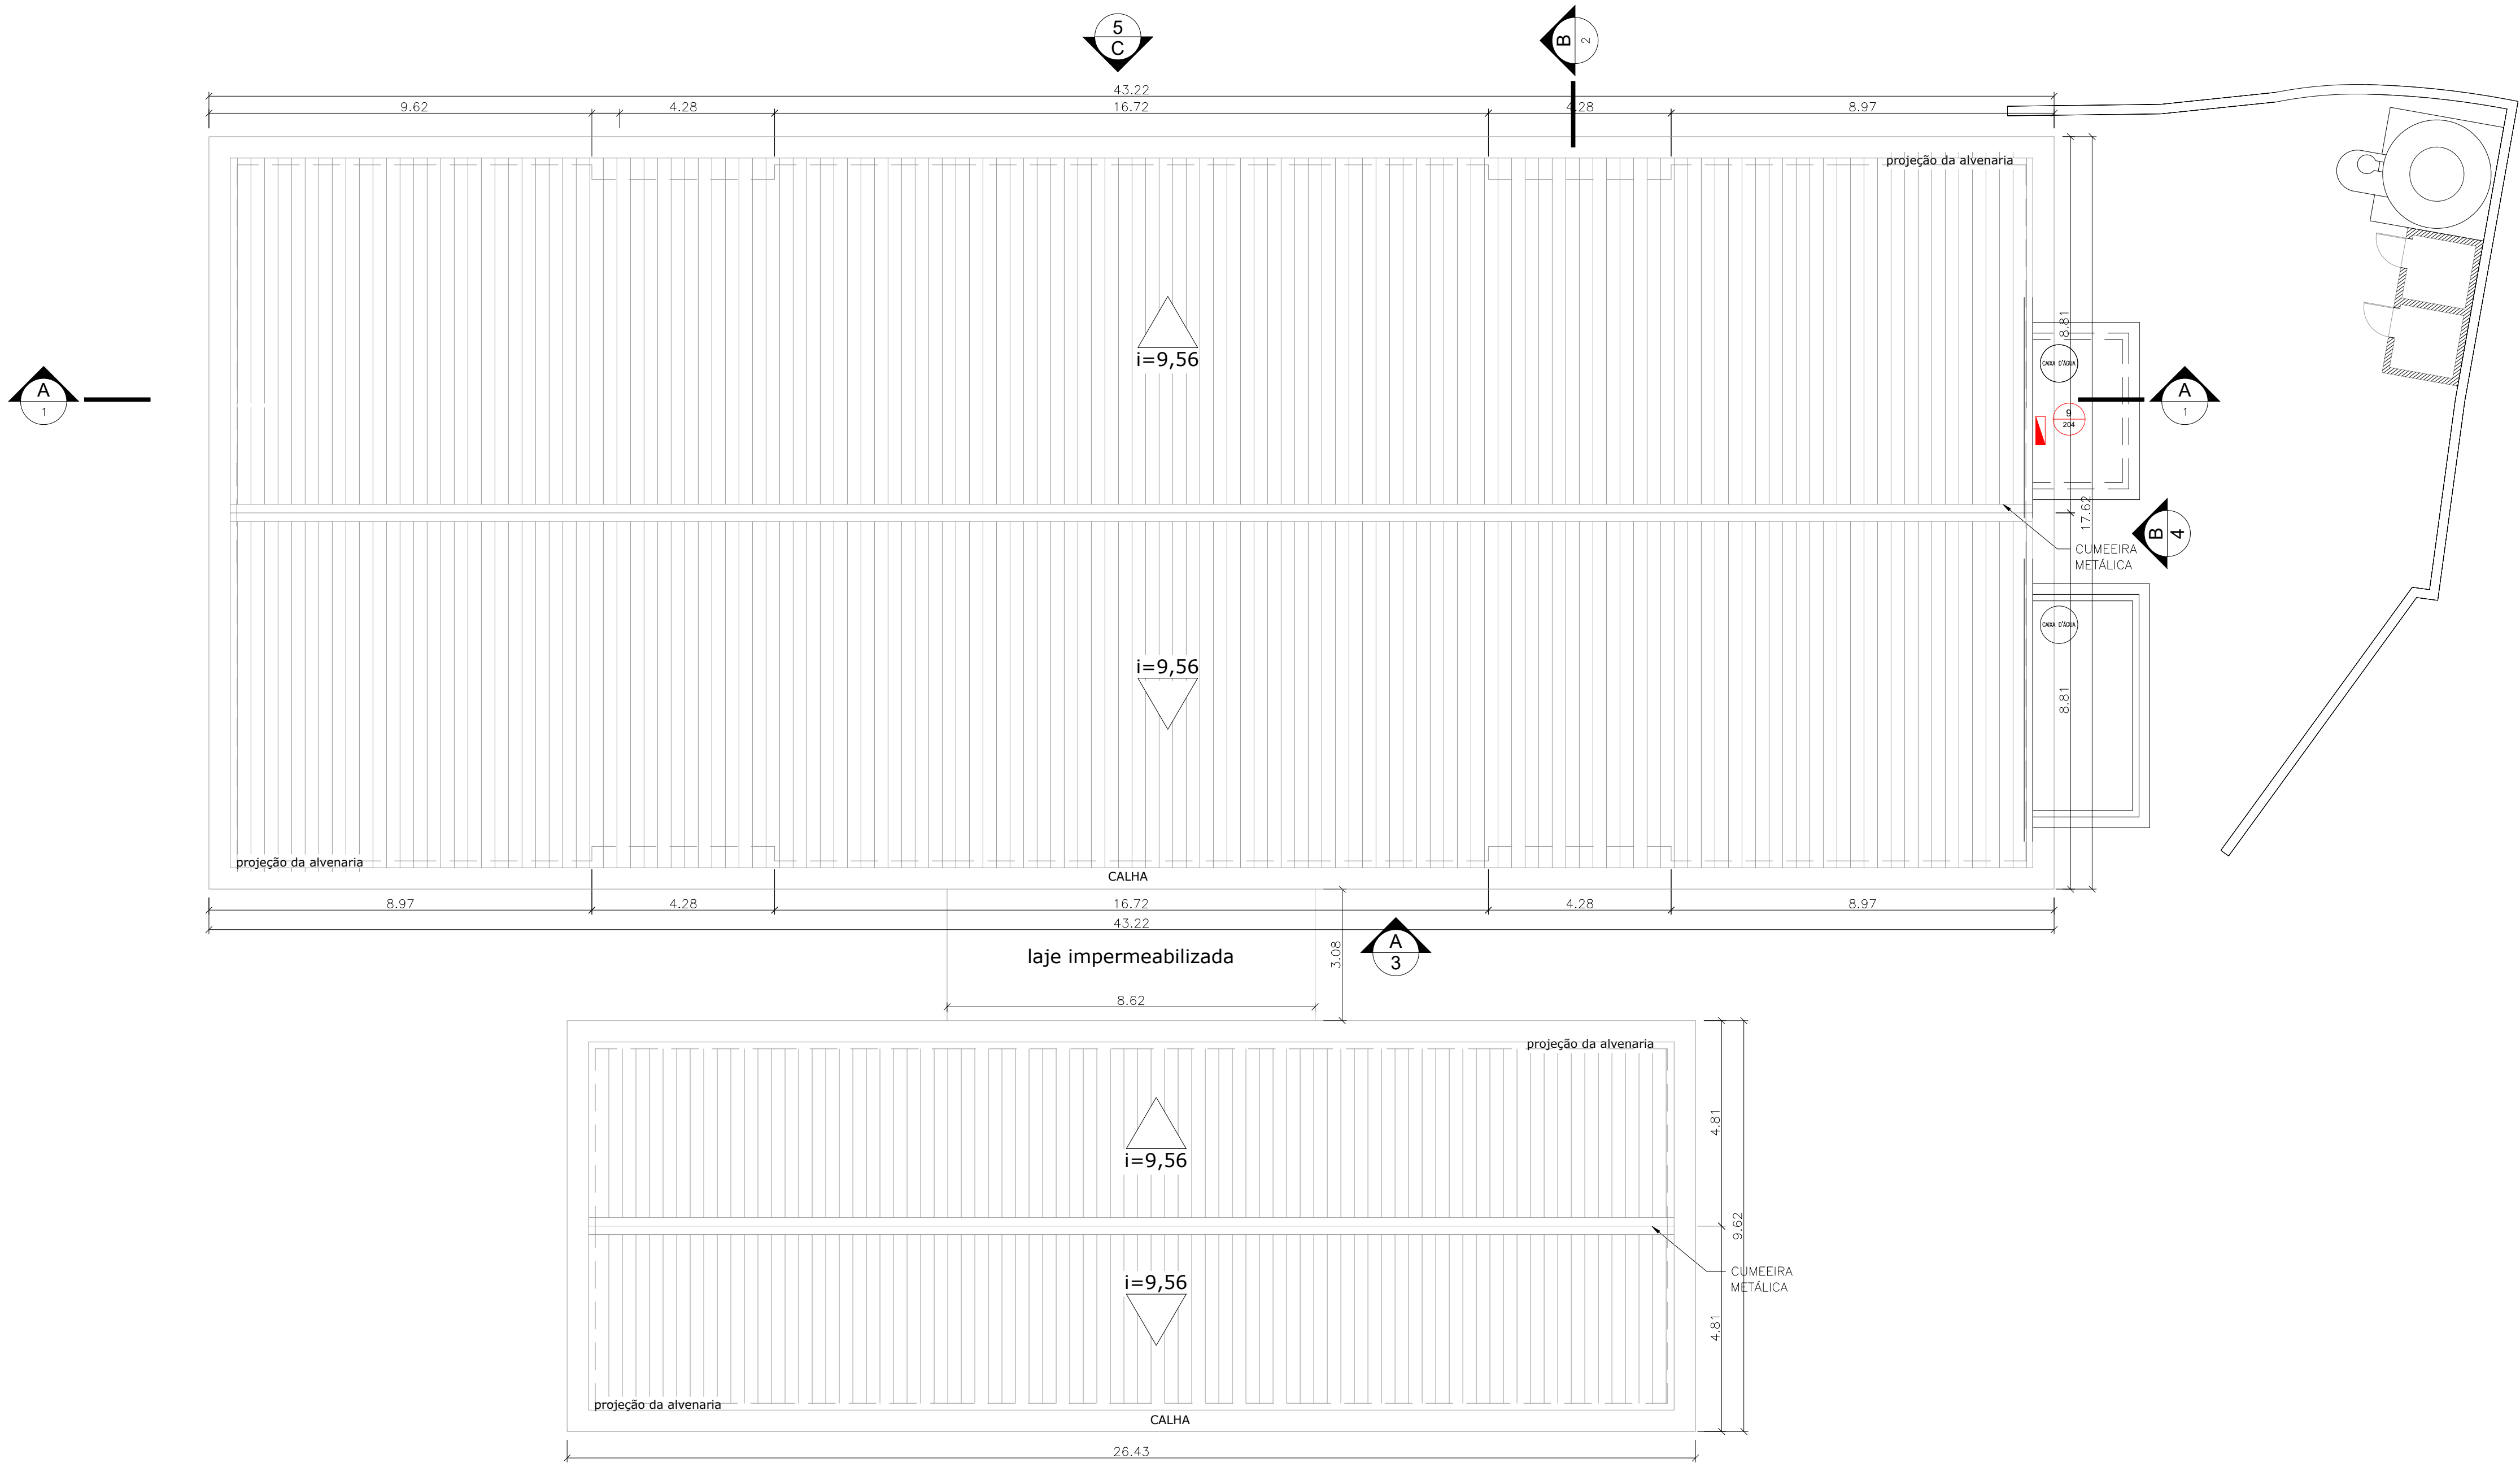 5
C
B
2
43.22
9.62
4.28
16.72
4.28
8.97
projeção da alvenaria
8.81
i=9,56
CAIXA D'ÁGUA
A
1
A
1
9
204
17.62
B
4
CUMEEIRA
METÁLICA
CAIXA D'ÁGUA
i=9,56
8.81
projeção da alvenaria
CALHA
8.97
4.28
16.72
4.28
8.97
43.22
A
3
3.08
laje impermeabilizada
8.62
projeção da alvenaria
4.81
i=9,56
9.62
CUMEEIRA
METÁLICA
i=9,56
4.81
projeção da alvenaria
CALHA
26.43